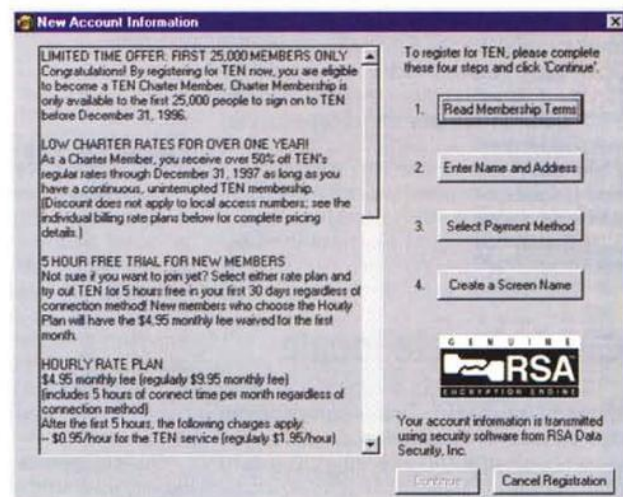 New Account Information
LIMITED TIME OFFER: FIRST 25,000 MEMBERS ONLY
Congratulations! By registering for TEN now, you are eligible
to become a TEN Charter Member. Charter Membership is
only available to the first 25,000 people to sign on to TEN
before December 31, 1996.
LOW CHARTER RATES FOR OVER ONE YEAR!
As a Charter Member, you receive over 50% off TEN's
regular rates through December 31, 1997 as long as you
have a continuous, uninterrupted TEN membership.
(Discount does not apply to local access numbers; see the
individual billing rate plans below for complete pricing
details.)
5 HOUR FREE TRIAL FOR NEW MEMBERS
Not sure if you want to join yet? Select either rate plan and
try out TEN for 5 hours free in your first 30 days regardless of
connection method! New members who choose the Hourly
Plan will have the $4.95 monthly fee waived for the first
month.
HOURLY RATE PLAN
$4.95 monthly fee (regularly $9.95 monthly fee)
(includes 5 hours of connect time per month regardless of
connection method)
After the first 5 hours, the following charges apply:
-- $0.95/hour for the TEN service (regularly $1.95/hour)
To register for TEN, please complete
these four steps and click 'Continue'.
1. Read Membership Terms
2. Enter Name and Address
3. Select Payment Method
4. Create a Screen Name
GENUINE
RSA
ENCRYPTION ENGINE
Your account information is transmitted
using security software from RSA Data
Security, Inc.
Continue
Cancel Registration